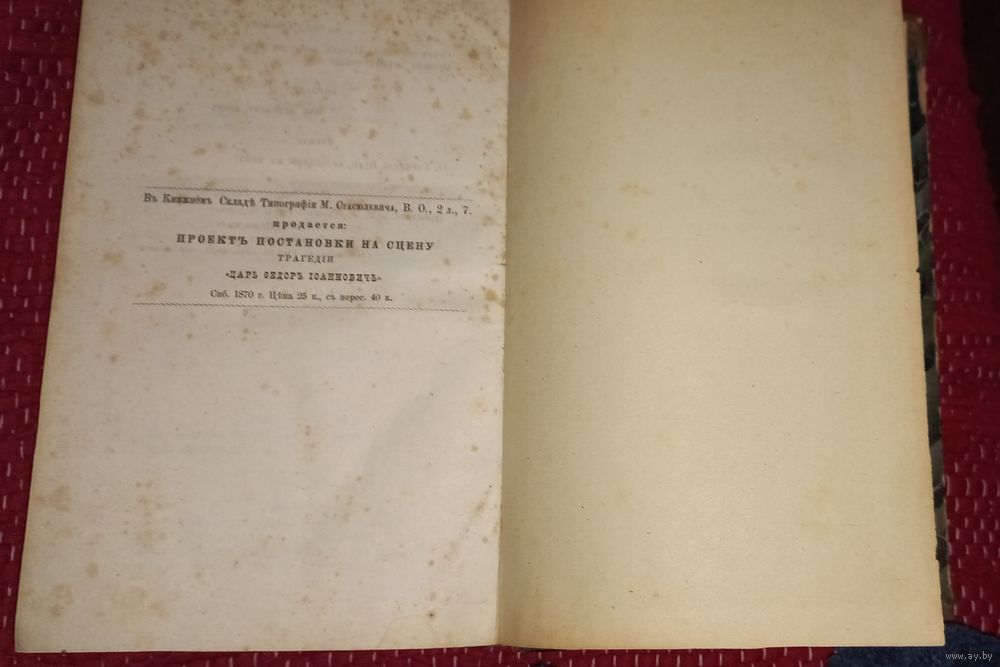 Въ Книжномъ Складѣ Типографіи М. Стасюлевича, В. О., 2 л., 7.
продается:
ПРОЕКТЪ ПОСТАНОВКИ НА СЦЕНУ
ТРАГЕДІИ
«ЦАРЬ ѲЕДОРЪ ІОАННОВИЧЪ»
Спб. 1870 г. Цѣна 25 к., съ перес. 40 к.
www.ay.by